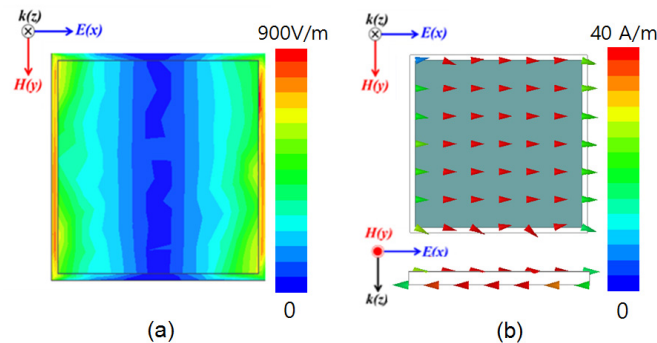 k(z)
E(x)
H(y)
900V/m
0
(a)
k(z)
E(x)
H(y)
40 A/m
H(y)
E(x)
k(z)
0
(b)